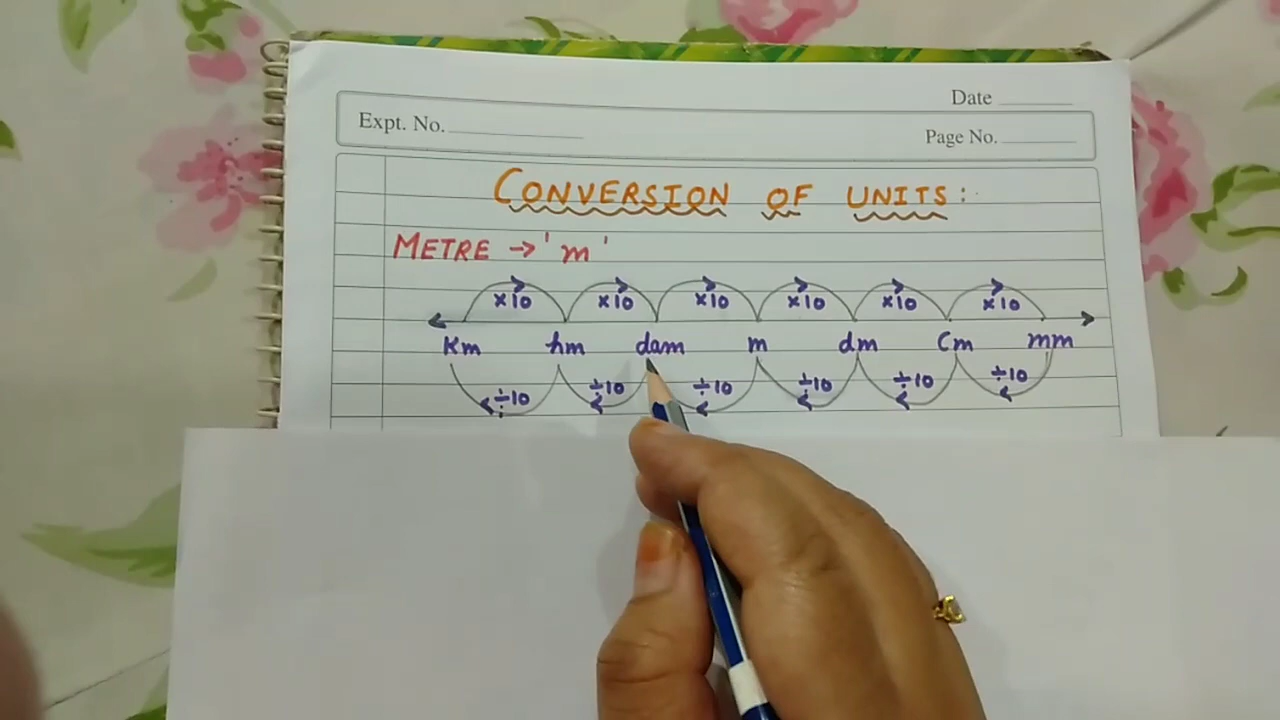 Date
Expt. No.
Page No.
CONVERSION OF UNITS:
METRE → 'm'
×10 ×10 ×10 ×10 ×10 ×10
Km hm dam m dm Cm mm
÷10 ÷10 ÷10 ÷10 ÷10 ÷10